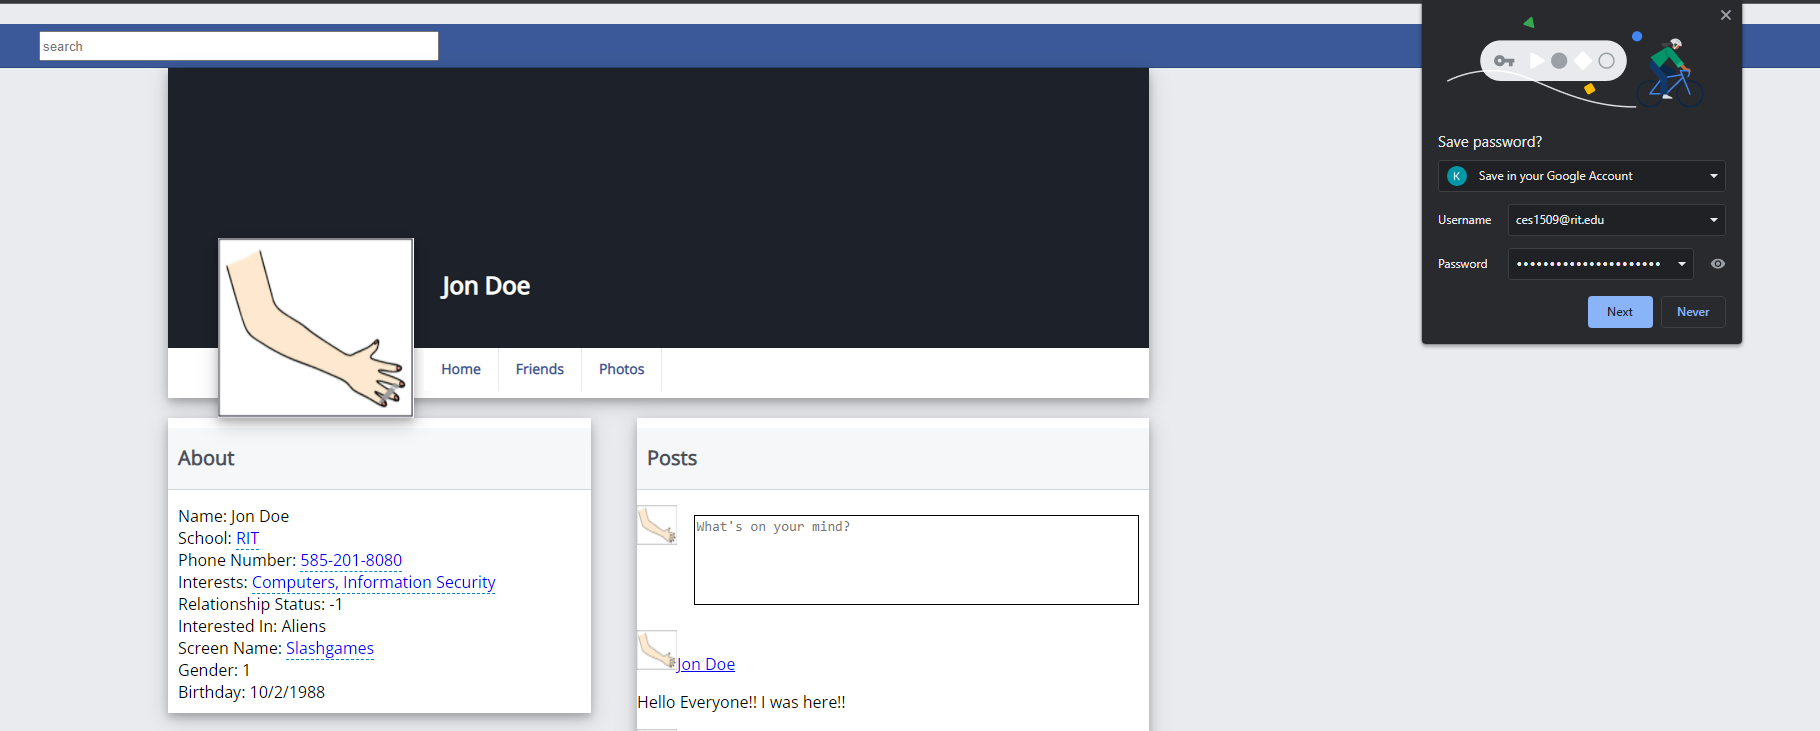 search
Jon Doe
Home
Friends
Photos
About
Name: Jon Doe
School: RIT
Phone Number: 585-201-8080
Interests: Computers, Information Security
Relationship Status: -1
Interested In: Aliens
Screen Name: Slashgames
Gender: 1
Birthday: 10/2/1988
Posts
What's on your mind?
Jon Doe
Hello Everyone!! I was here!!
Save password?
K Save in your Google Account
Username ces1509@rit.edu
Password ••••••••••••••••••••••
Next Never